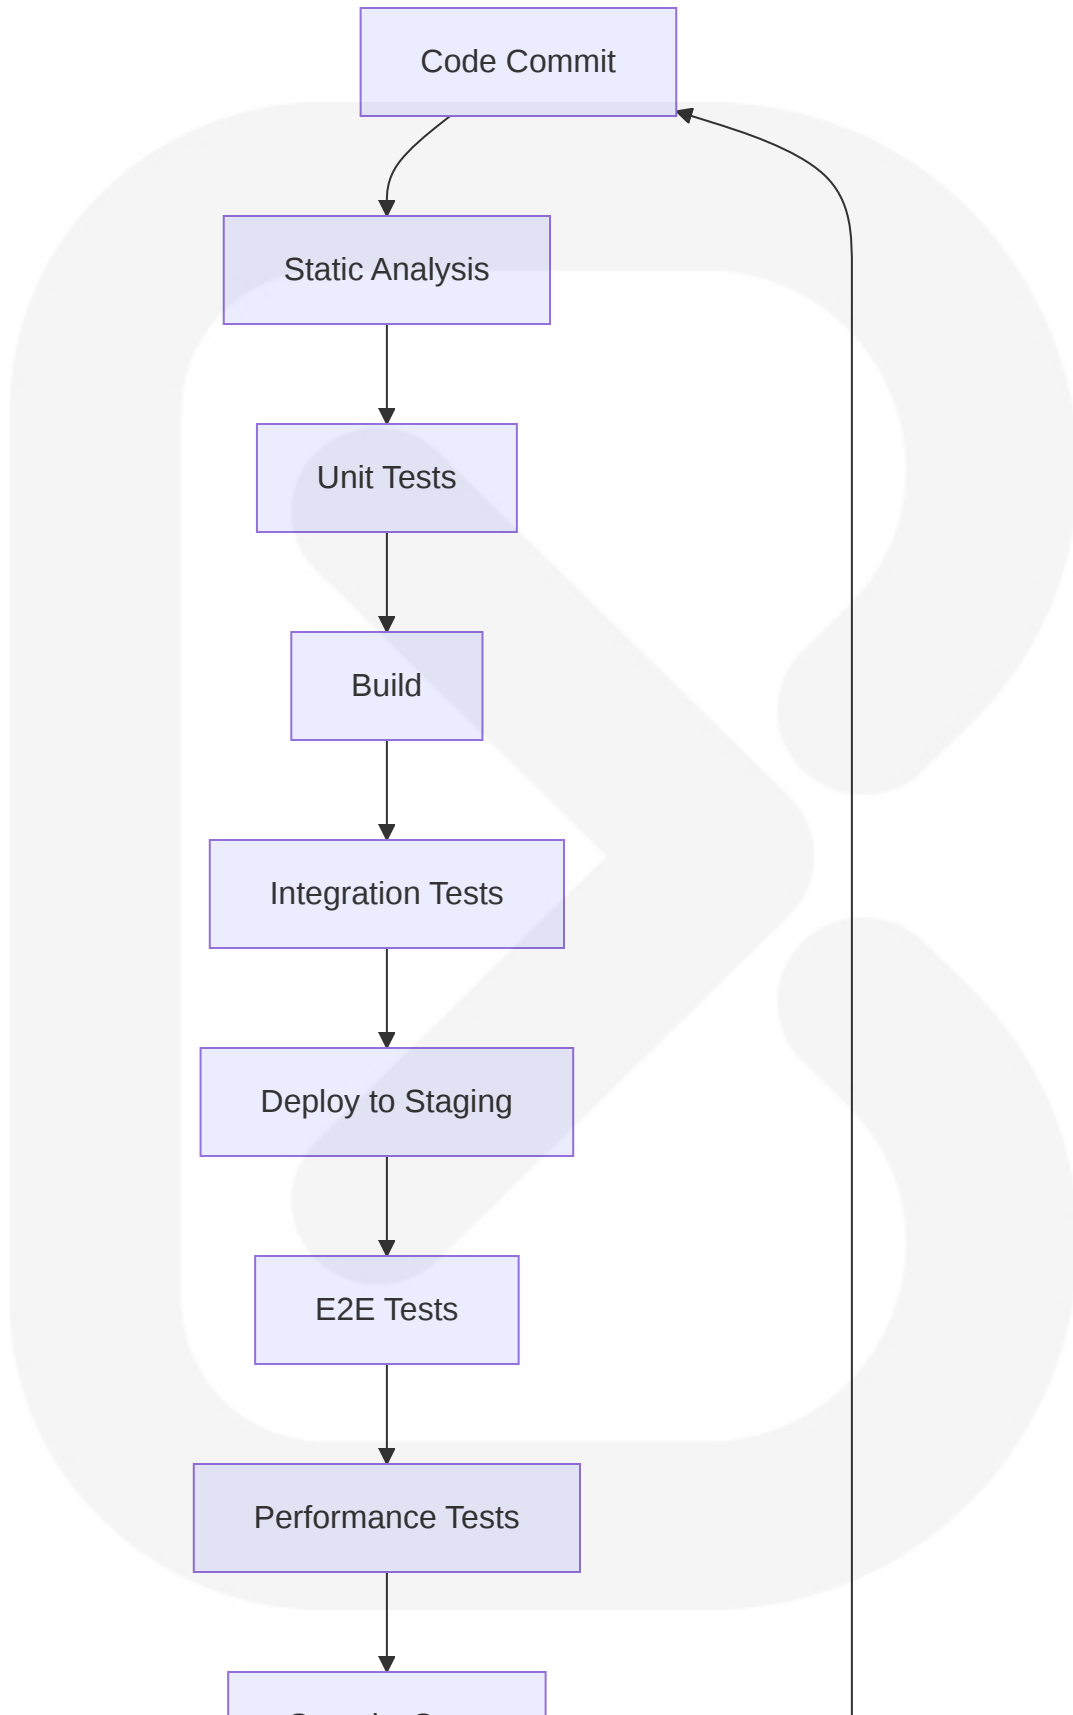 Code Commit
Static Analysis
Unit Tests
Build
Integration Tests
Deploy to Staging
E2E Tests
Performance Tests